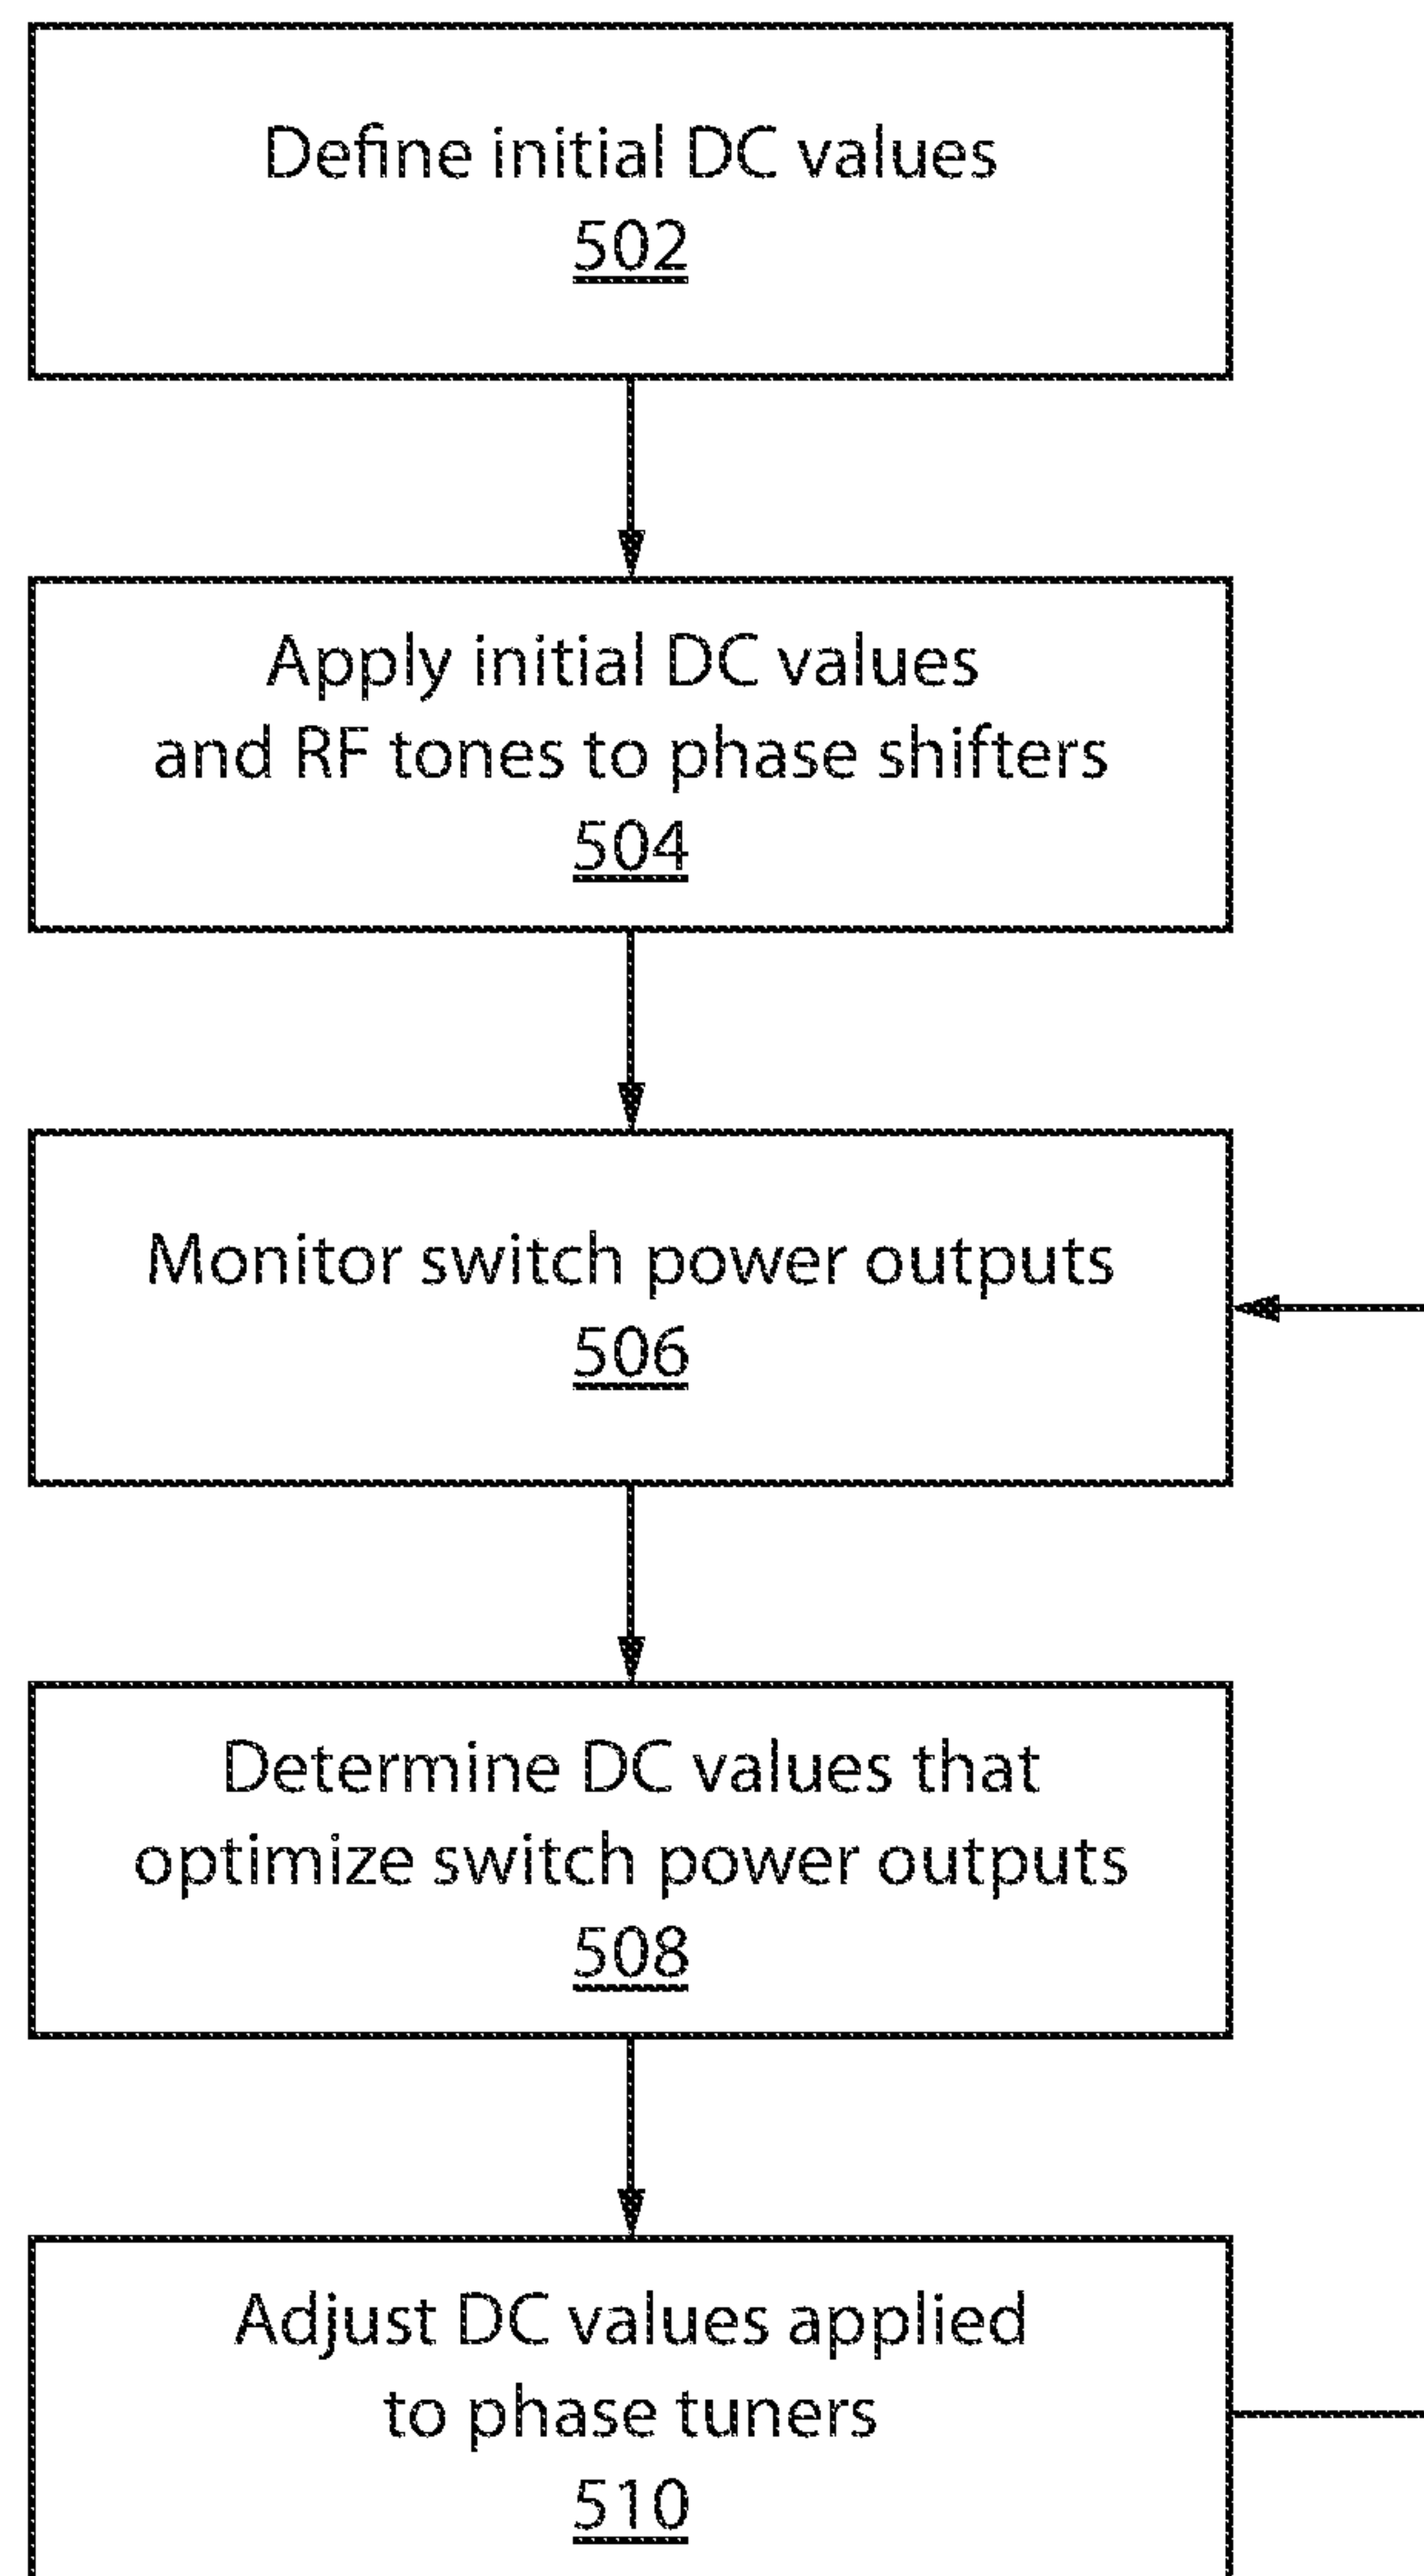 Define initial DC values
502
Apply initial DC values
and RF tones to phase shifters
504
Monitor switch power outputs
506
Determine DC values that
optimize switch power outputs
508
Adjust DC values applied
to phase tuners
510